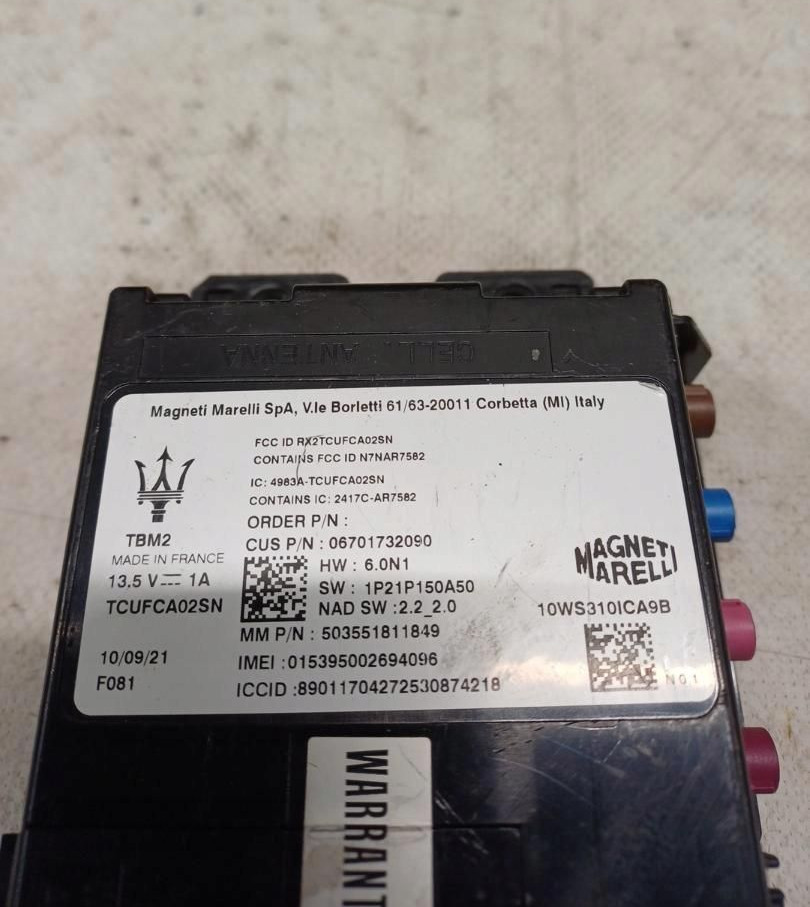 CELL. ANTENNA
Magneti Marelli SpA, V.le Borletti 61/63-20011 Corbetta (MI) Italy
FCC ID RX2TCUFCA02SN
CONTAINS FCC ID N7NAR7582
IC: 4983A-TCUFCA02SN
CONTAINS IC: 2417C-AR7582
ORDER P/N :
TBM2
CUS P/N : 06701732090
MADE IN FRANCE
HW : 6.0N1
MAGNETI
MARELLI
13.5 V 1A
SW : 1P21P150A50
TCUFCA02SN
NAD SW :2.2_2.0
10WS310ICA9B
MM P/N : 503551811849
10/09/21
IMEI :015395002694096
F081
ICCID :89011704272530874218
N01
WARRANT